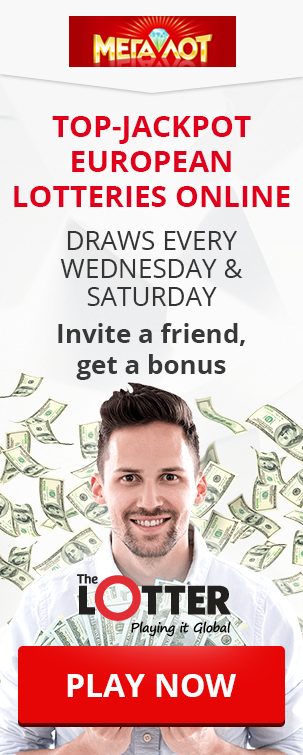 МЕГАЛОТ
TOP-JACKPOT
EUROPEAN
LOTTERIES ONLINE
DRAWS EVERY
WEDNESDAY &
SATURDAY
Invite a friend,
get a bonus
The
LOTTER
Playing it Global
PLAY NOW